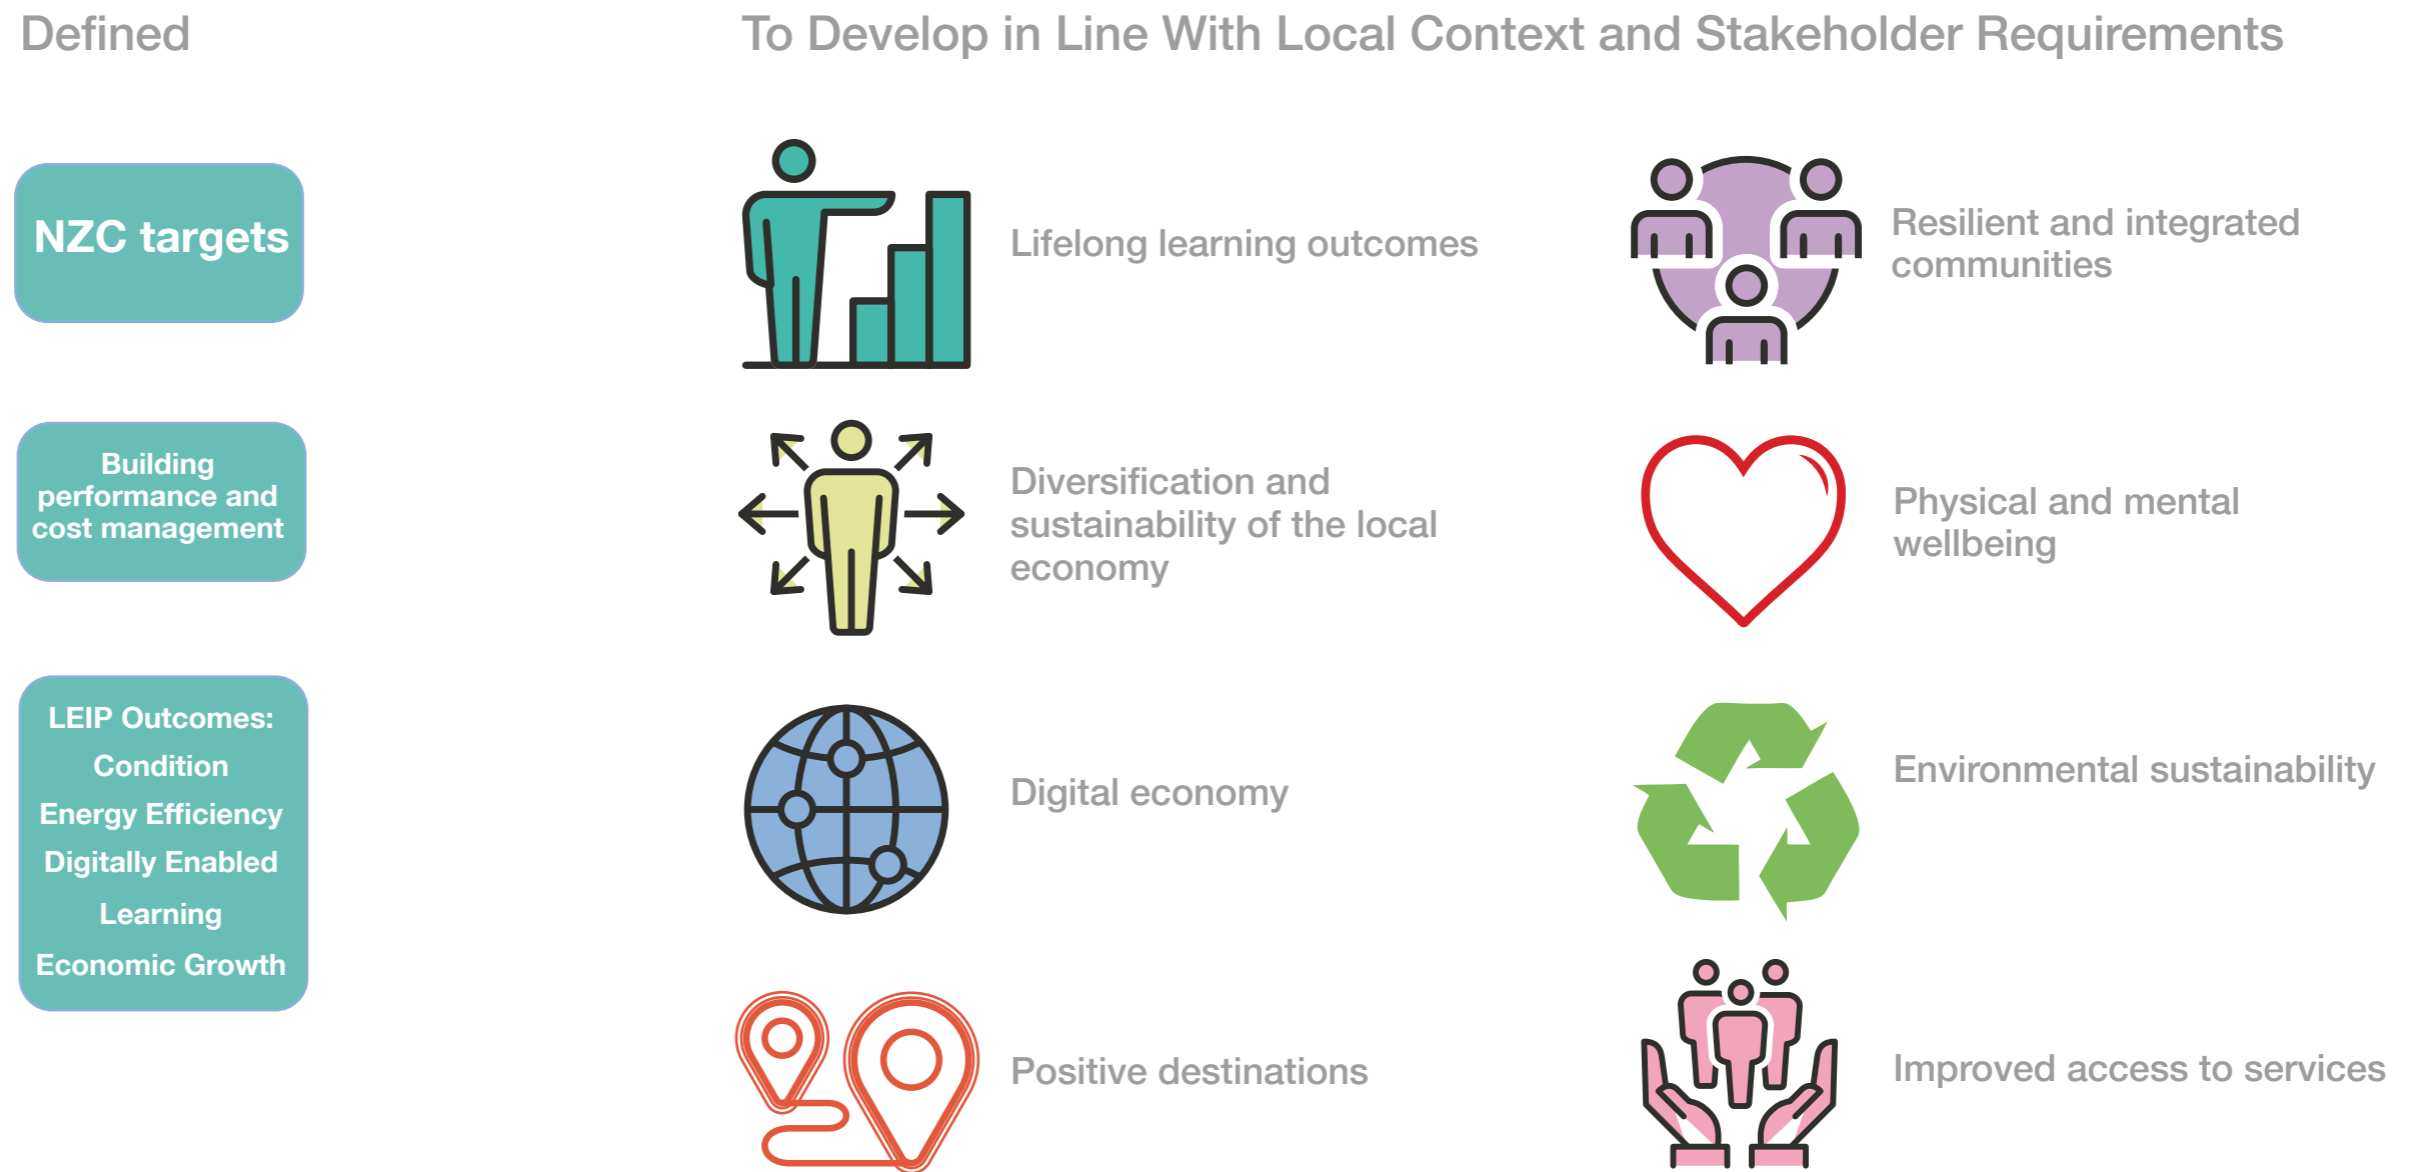 Defined
To Develop in Line With Local Context and Stakeholder Requirements
NZC targets
Building
performance and
cost management
LEIP Outcomes:
Condition
Energy Efficiency
Digitally Enabled
Learning
Economic Growth
Lifelong learning outcomes
Diversification and
sustainability of the local
economy
Digital economy
Positive destinations
Resilient and integrated
communities
Physical and mental
wellbeing
Environmental sustainability
Improved access to services